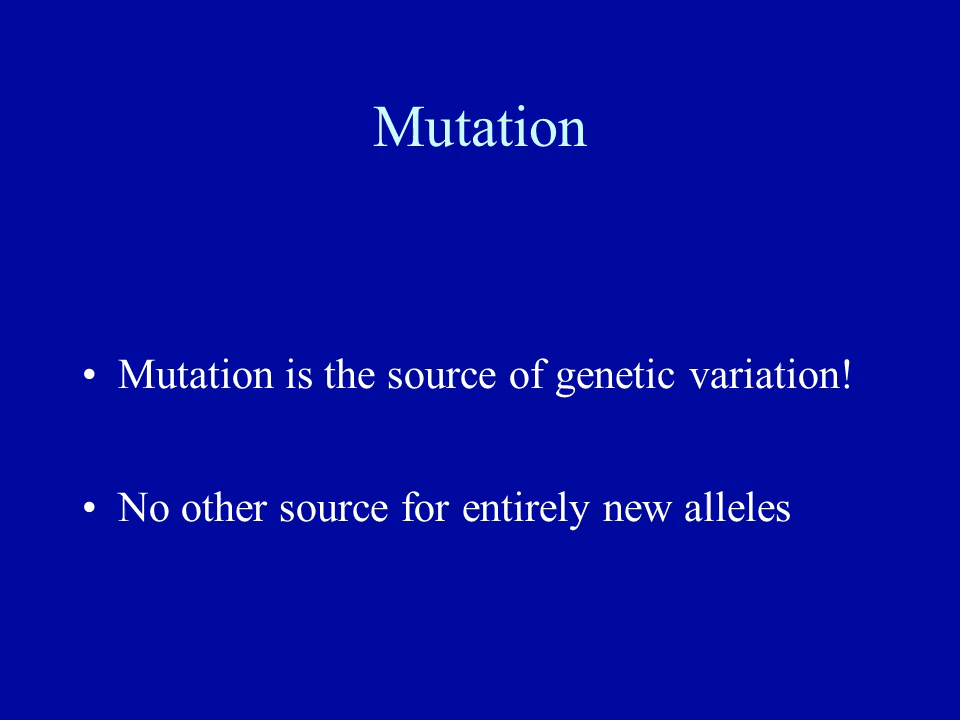 Mutation
• Mutation is the source of genetic variation!
• No other source for entirely new alleles